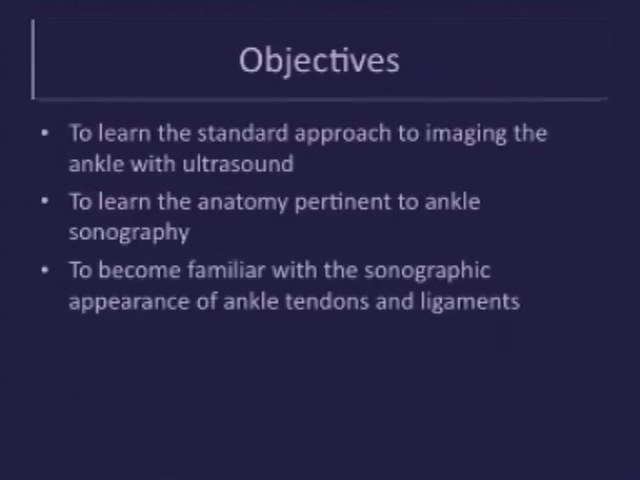 Objectives
• To learn the standard approach to imaging the
ankle with ultrasound
• To learn the anatomy pertinent to ankle
sonography
• To become familiar with the sonographic
appearance of ankle tendons and ligaments